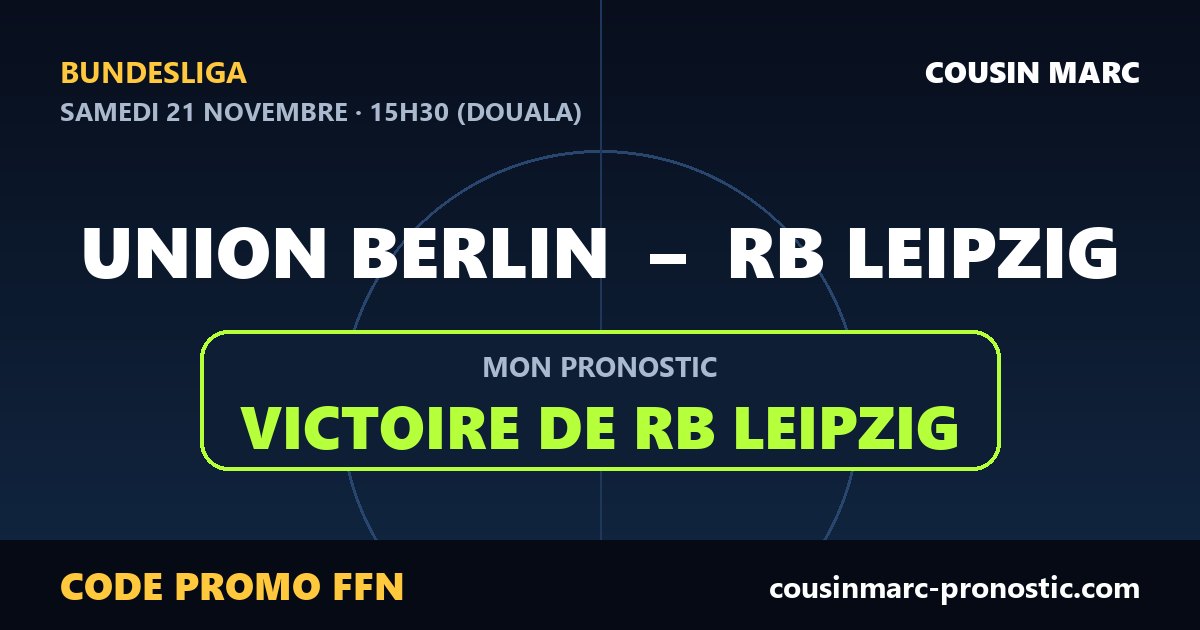 BUNDESLIGA
COUSIN MARC
SAMEDI 21 NOVEMBRE · 15H30 (DOUALA)
UNION BERLIN – RB LEIPZIG
MON PRONOSTIC
VICTOIRE DE RB LEIPZIG
CODE PROMO FFN
cousinmarc-pronostic.com